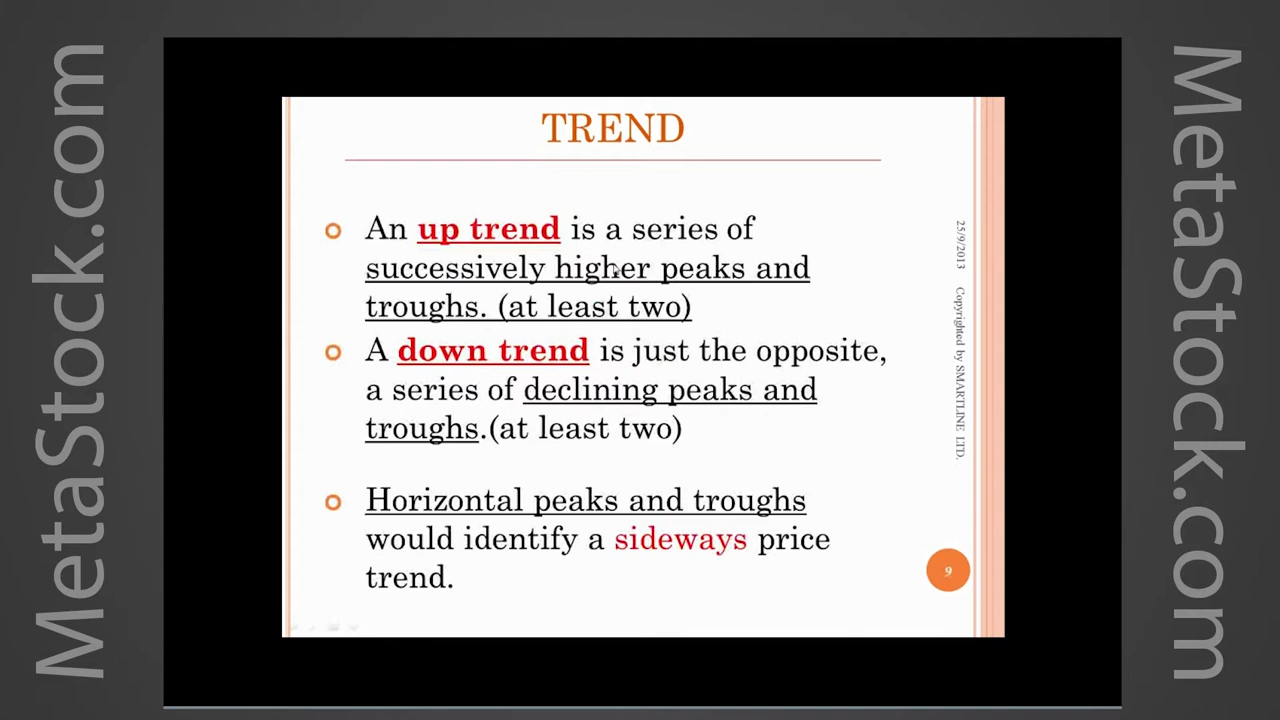 MetaStock.com
TREND
An up trend is a series of
successively higher peaks and
troughs. (at least two)
A down trend is just the opposite,
a series of declining peaks and
troughs.(at least two)
Horizontal peaks and troughs
would identify a sideways price
trend.
25/9/2013
Copyrighted by SMARTLINE LTD.
9
MetaStock.com